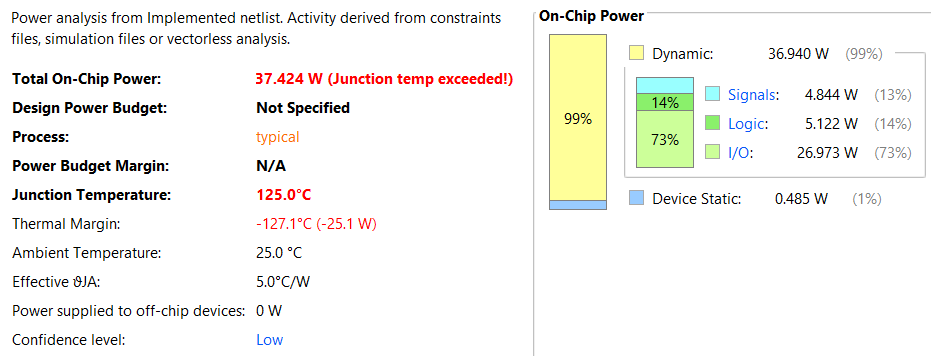 Power analysis from Implemented netlist. Activity derived from constraints
files, simulation files or vectorless analysis.
Total On-Chip Power: 37.424 W (Junction temp exceeded!)
Design Power Budget: Not Specified
Process: typical
Power Budget Margin: N/A
Junction Temperature: 125.0°C
Thermal Margin: -127.1°C (-25.1 W)
Ambient Temperature: 25.0 °C
Effective ϑJA: 5.0°C/W
Power supplied to off-chip devices: 0 W
Confidence level: Low
On-Chip Power
99%
Dynamic: 36.940 W (99%)
14%
73%
Signals: 4.844 W (13%)
Logic: 5.122 W (14%)
I/O: 26.973 W (73%)
Device Static: 0.485 W (1%)